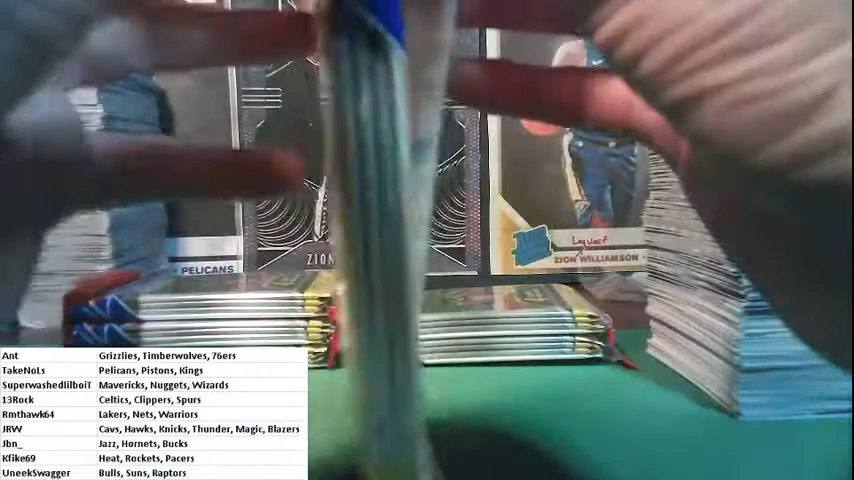 PELICANS
ZION
Laqueef
ZION WILLIAMSON
Ant Grizzlies, Timberwolves, 76ers
TakeNoLs Pelicans, Pistons, Kings
SuperwashedlilboiT Mavericks, Nuggets, Wizards
13Rock Celtics, Clippers, Spurs
Rmthawk64 Lakers, Nets, Warriors
JRW Cavs, Hawks, Knicks, Thunder, Magic, Blazers
Jbn_ Jazz, Hornets, Bucks
Kfike69 Heat, Rockets, Pacers
UneekSwagger Bulls, Suns, Raptors